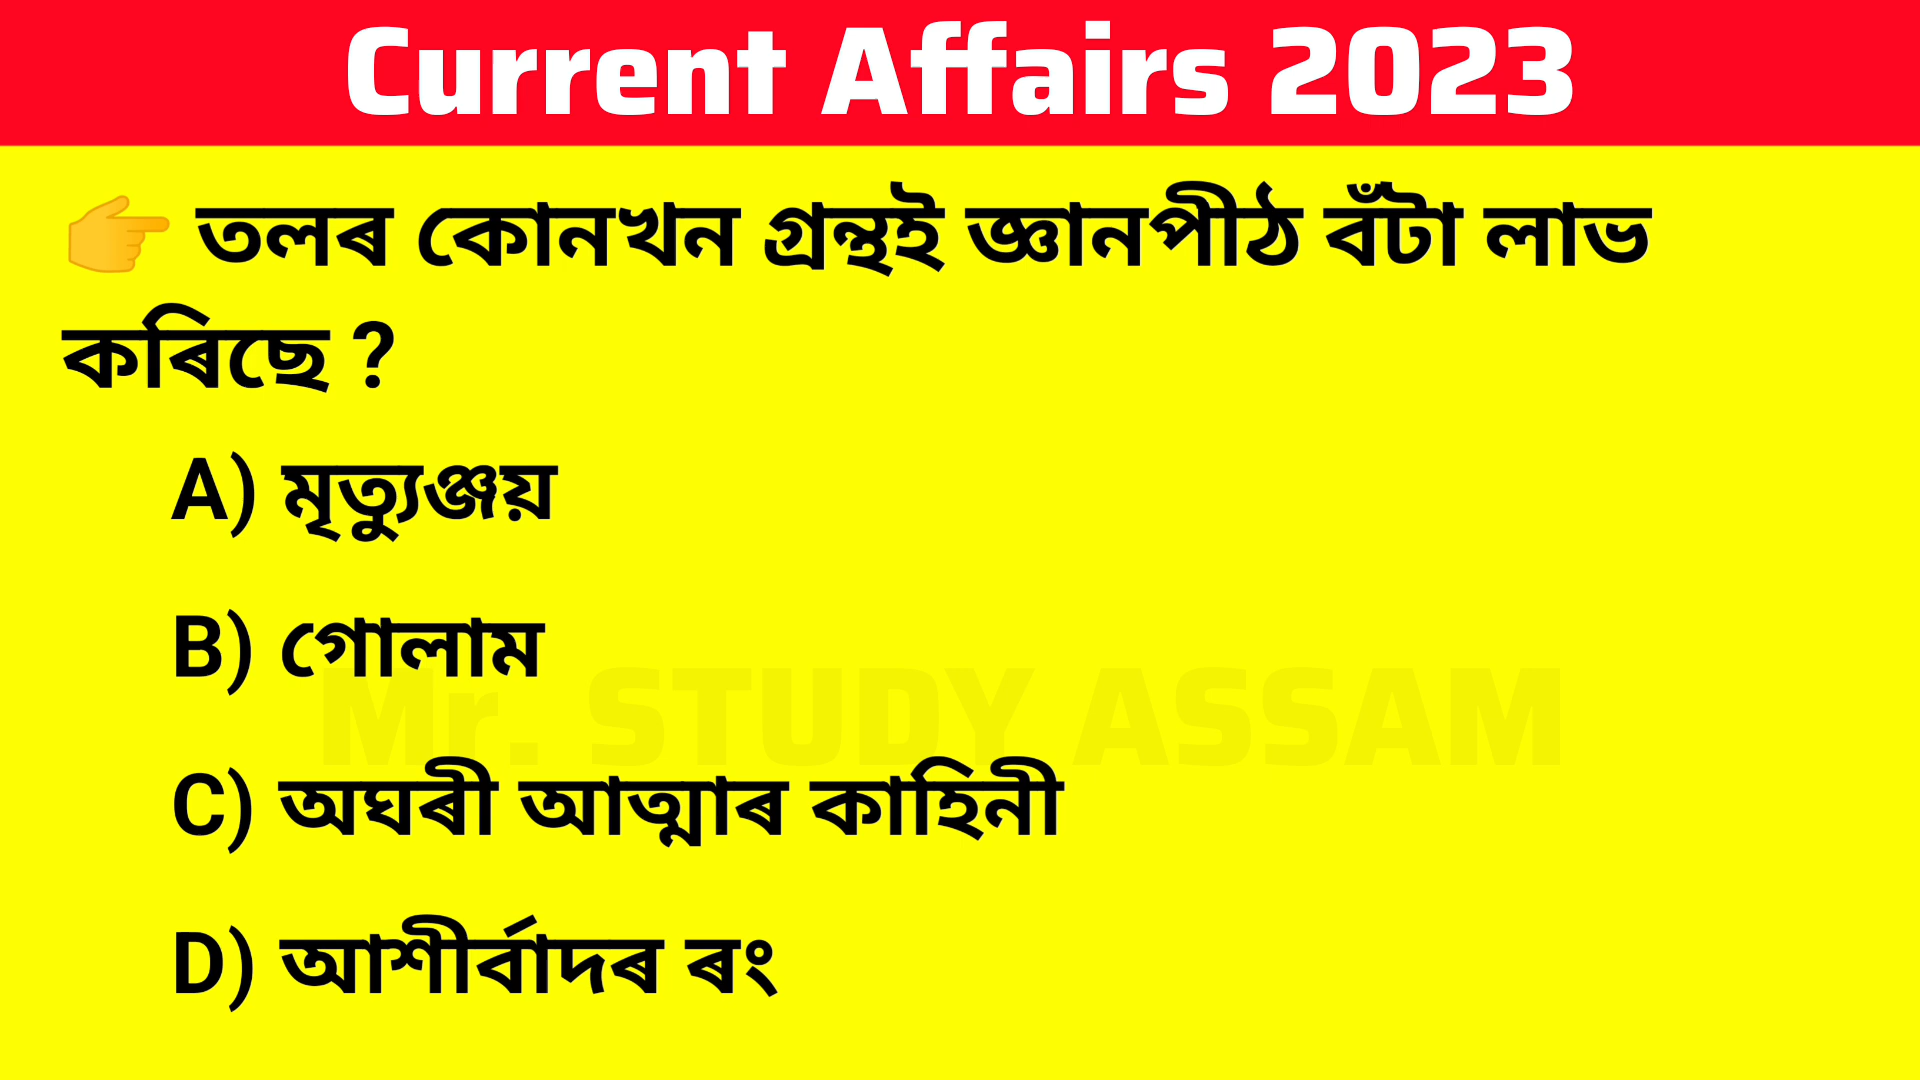 Current Affairs 2023
👉 তলৰ কোনখন গ্ৰন্থই জ্ঞানপীঠ বঁটা লাভ
কৰিছে ?
A) মৃত্যুঞ্জয়
B) গোলাম
Mr. STUDY ASSAM
C) অঘৰী আত্মাৰ কাহিনী
D) আশীৰ্বাদৰ ৰং